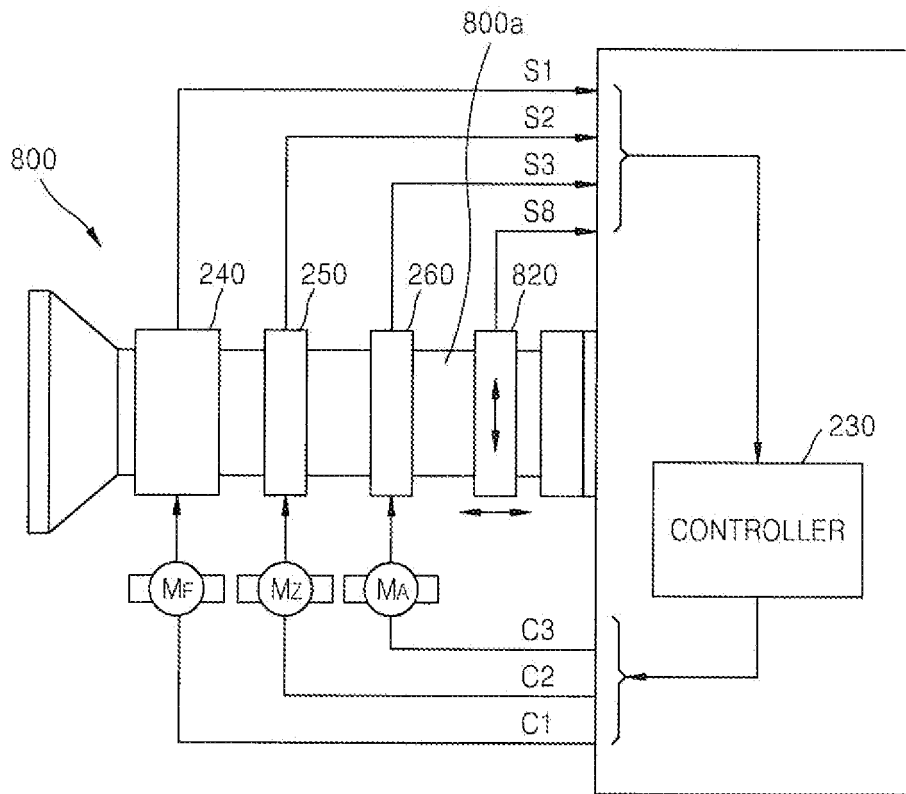 800a
S1
S2
800
S3
S8
240
250
260
820
230
CONTROLLER
MF
MZ
MA
C3
C2
C1